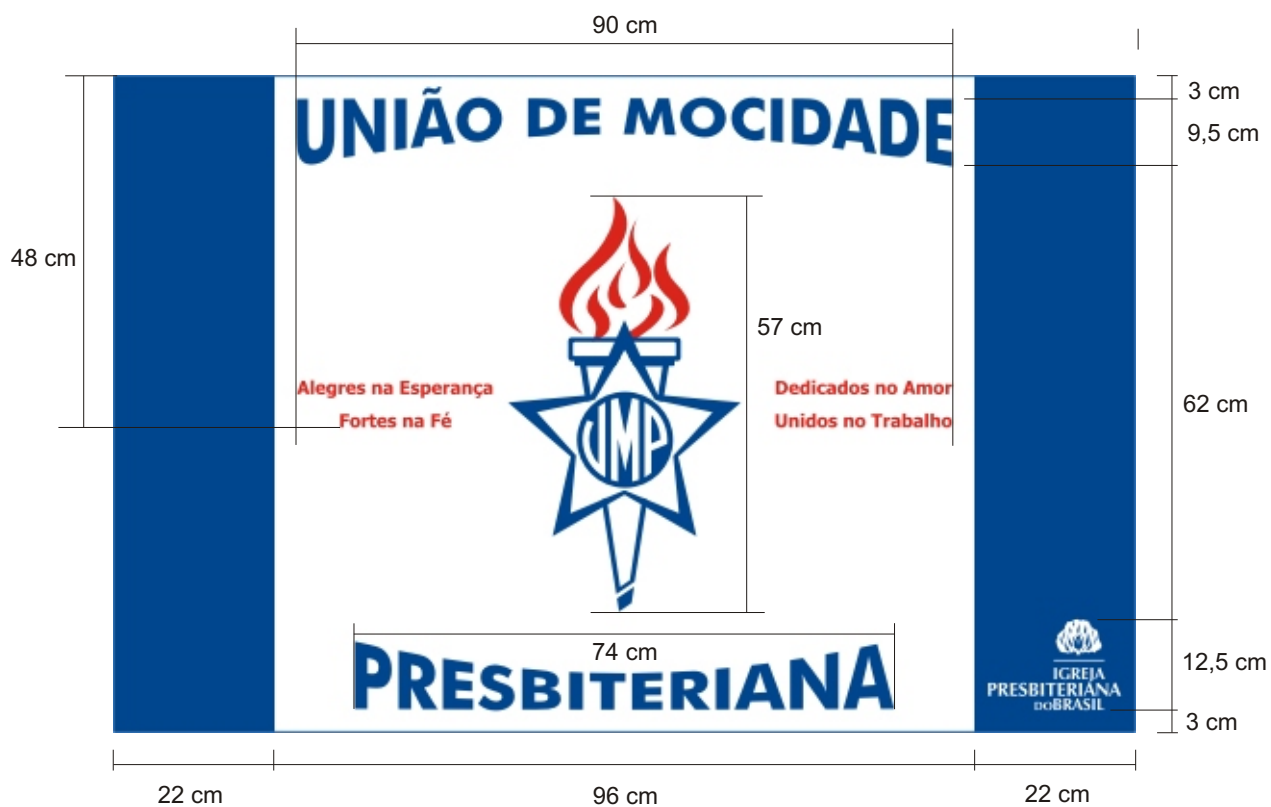 90 cm
UNIÃO DE MOCIDADE
3 cm
9,5 cm
48 cm
57 cm
Alegres na Esperança
Fortes na Fé
Dedicados no Amor
Unidos no Trabalho
62 cm
UMP
74 cm
PRESBITERIANA
IGREJA
PRESBITERIANA
DO BRASIL
12,5 cm
3 cm
22 cm
96 cm
22 cm